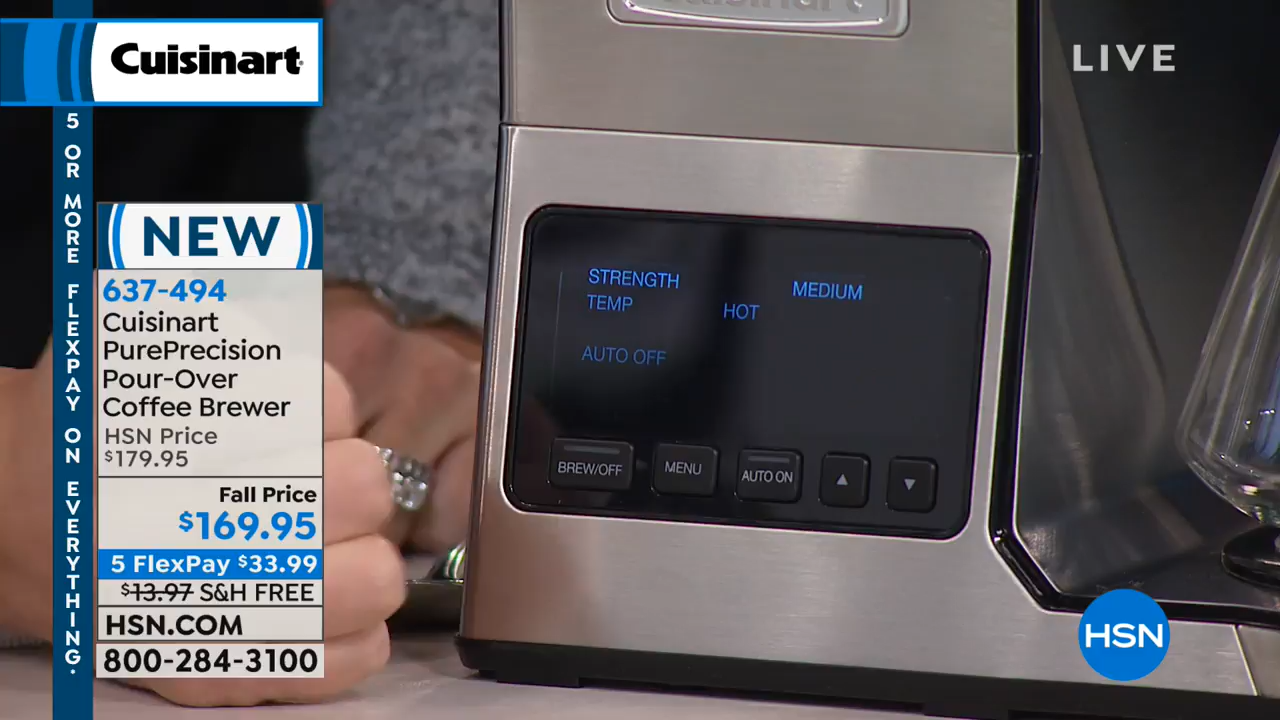 Cuisinart
LIVE
5 OR MORE FLEXPAY ON EVERYTHING.
NEW
637-494
Cuisinart
PurePrecision
Pour-Over
Coffee Brewer
HSN Price
$179.95
Fall Price
$169.95
5 FlexPay $33.99
$13.97 S&H FREE
HSN.COM
800-284-3100
Cuisinart
STRENGTH MEDIUM
TEMP HOT
AUTO OFF
BREW/OFF MENU AUTO ON ▲ ▼
HSN